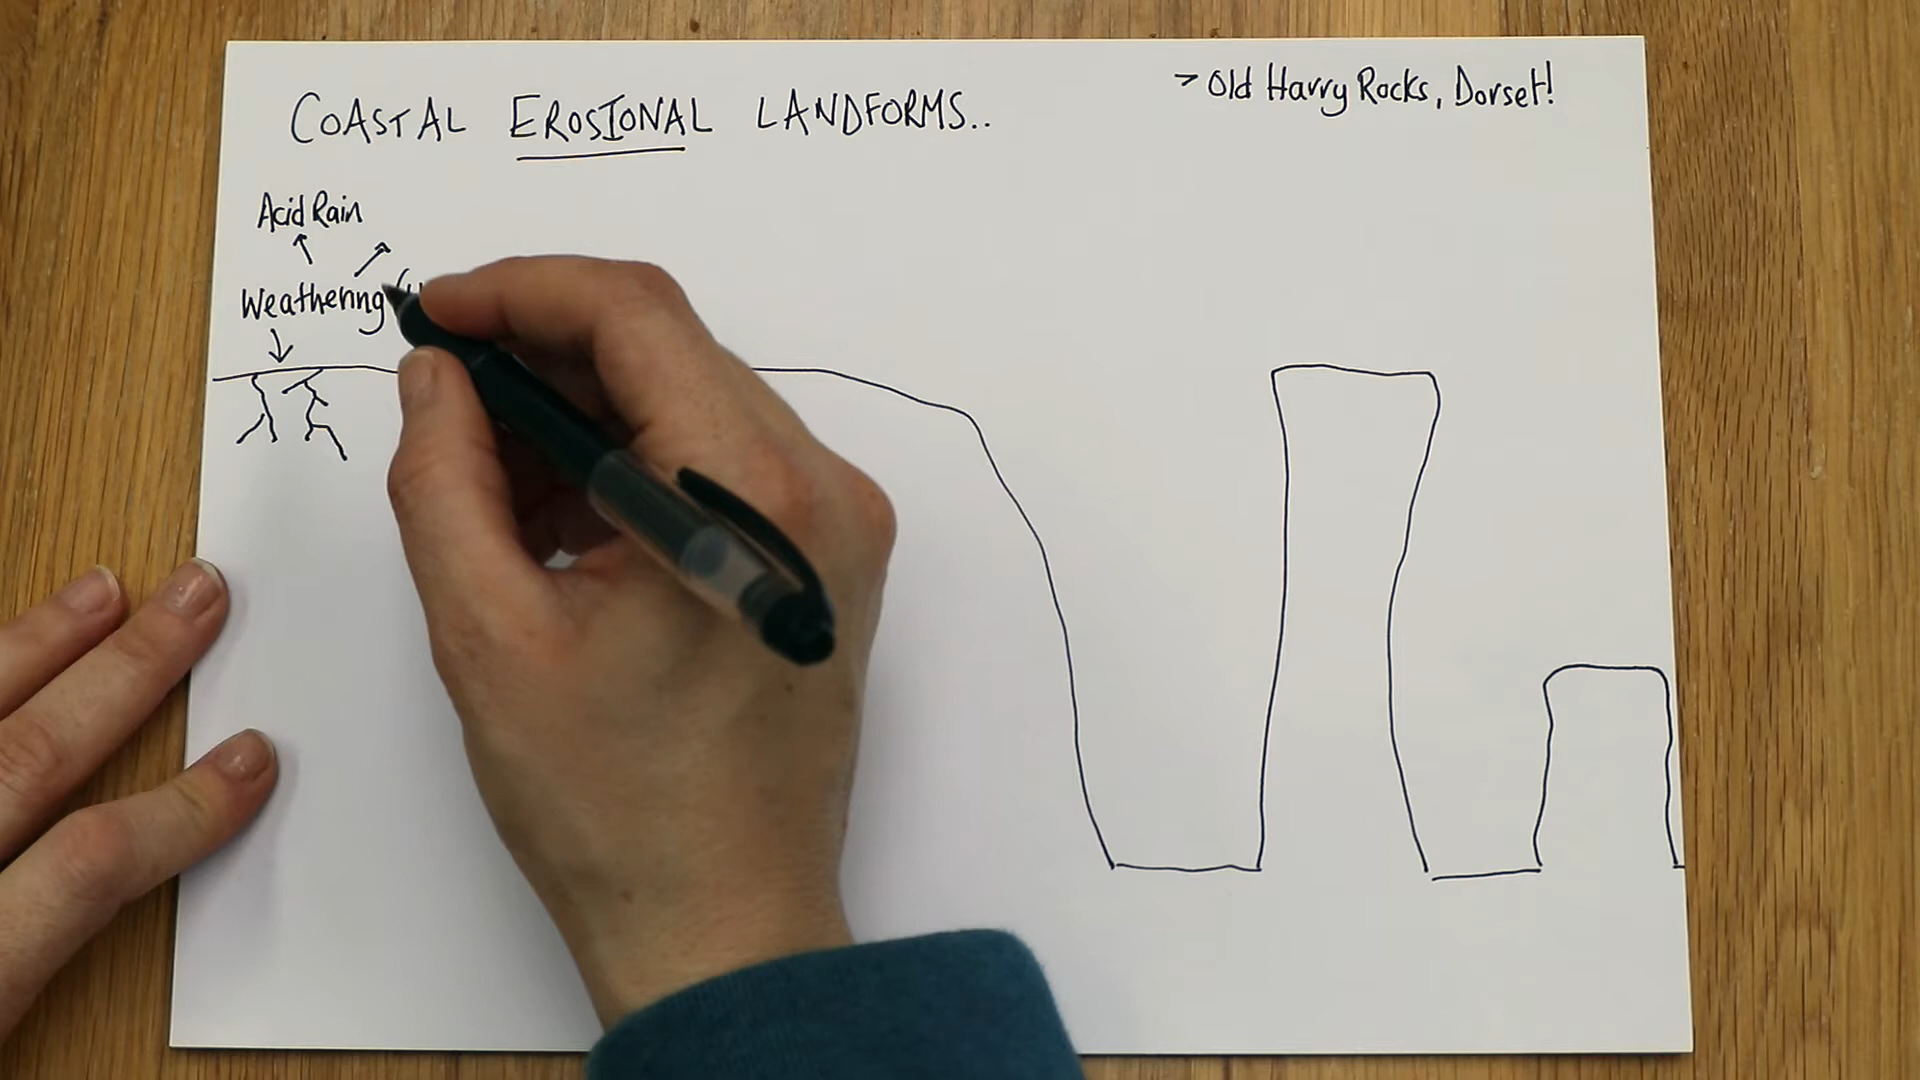 COASTAL EROSIONAL LANDFORMS..
> Old Harry Rocks, Dorset!
Acid Rain
Weathering